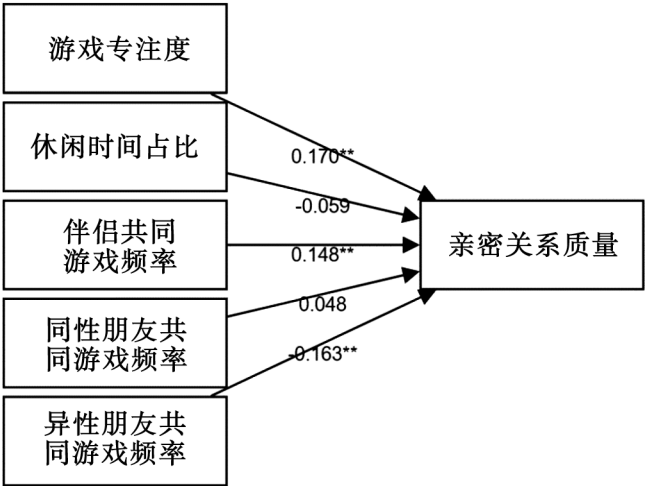 游戏专注度
0.170**
休闲时间占比
-0.059
伴侣共同
游戏频率
0.148**
亲密关系质量
同性朋友共
同游戏频率
0.048
-0.163**
异性朋友共
同游戏频率